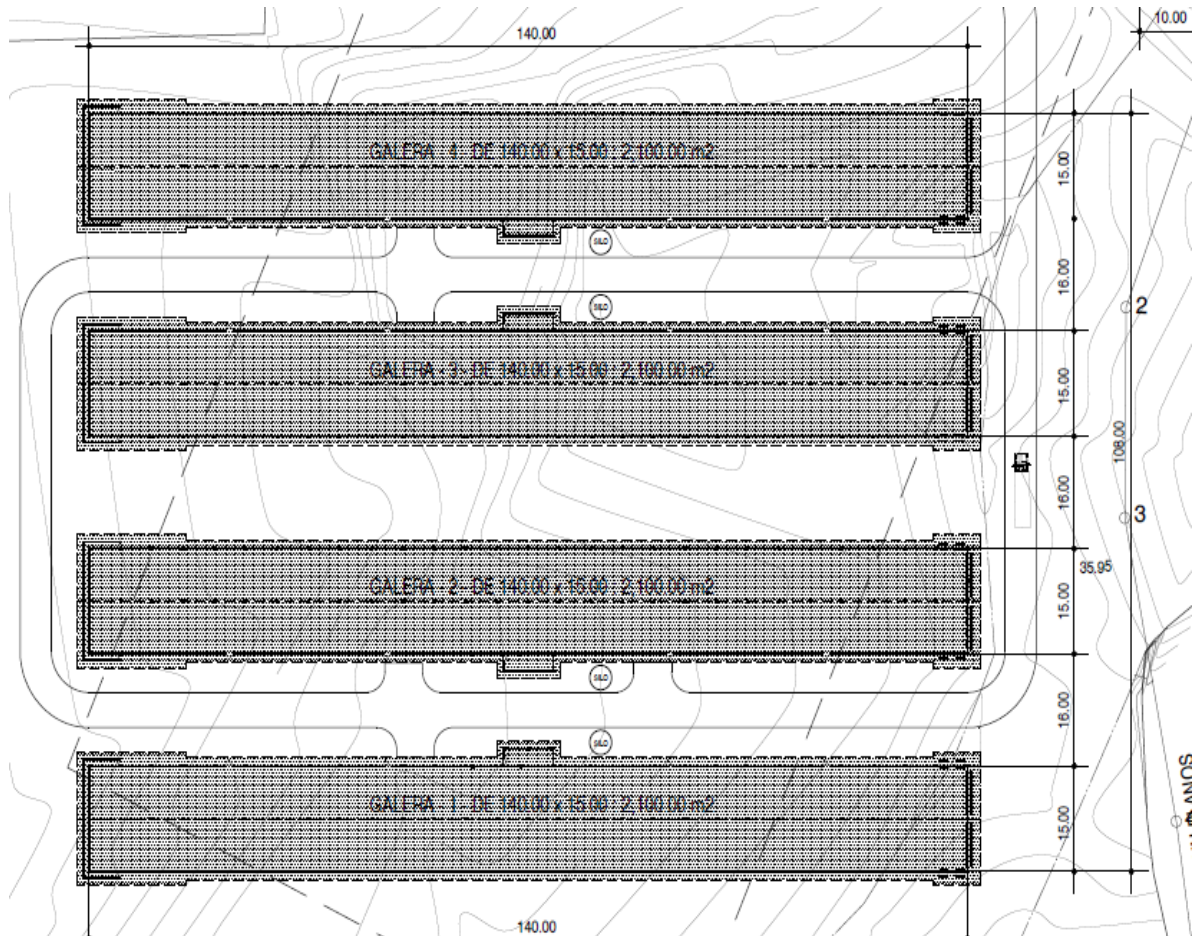 140.00
10.00
GALERA - 4 - DE 140.00 x 15.00 : 2,100.00 m2
15.00
SILO
16.00
SILO
2
GALERA - 3 - DE 140.00 x 15.00 : 2,100.00 m2
15.00
108.00
16.00
3
35.95
GALERA - 2 - DE 140.00 x 15.00 : 2,100.00 m2
15.00
SILO
16.00
SILO
GALERA - 1 - DE 140.00 x 15.00 : 2,100.00 m2
15.00
140.00